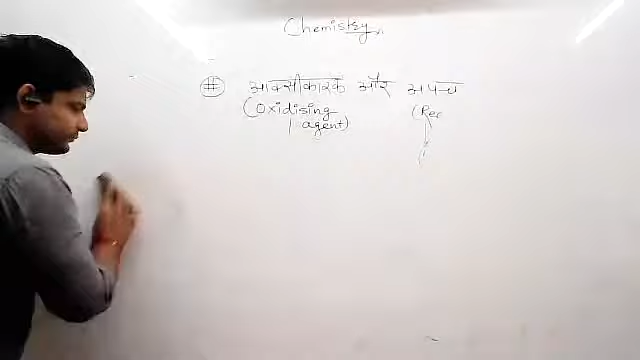 Chemistry
# आक्सीकारक और अपच
(Oxidising (Red
agent)